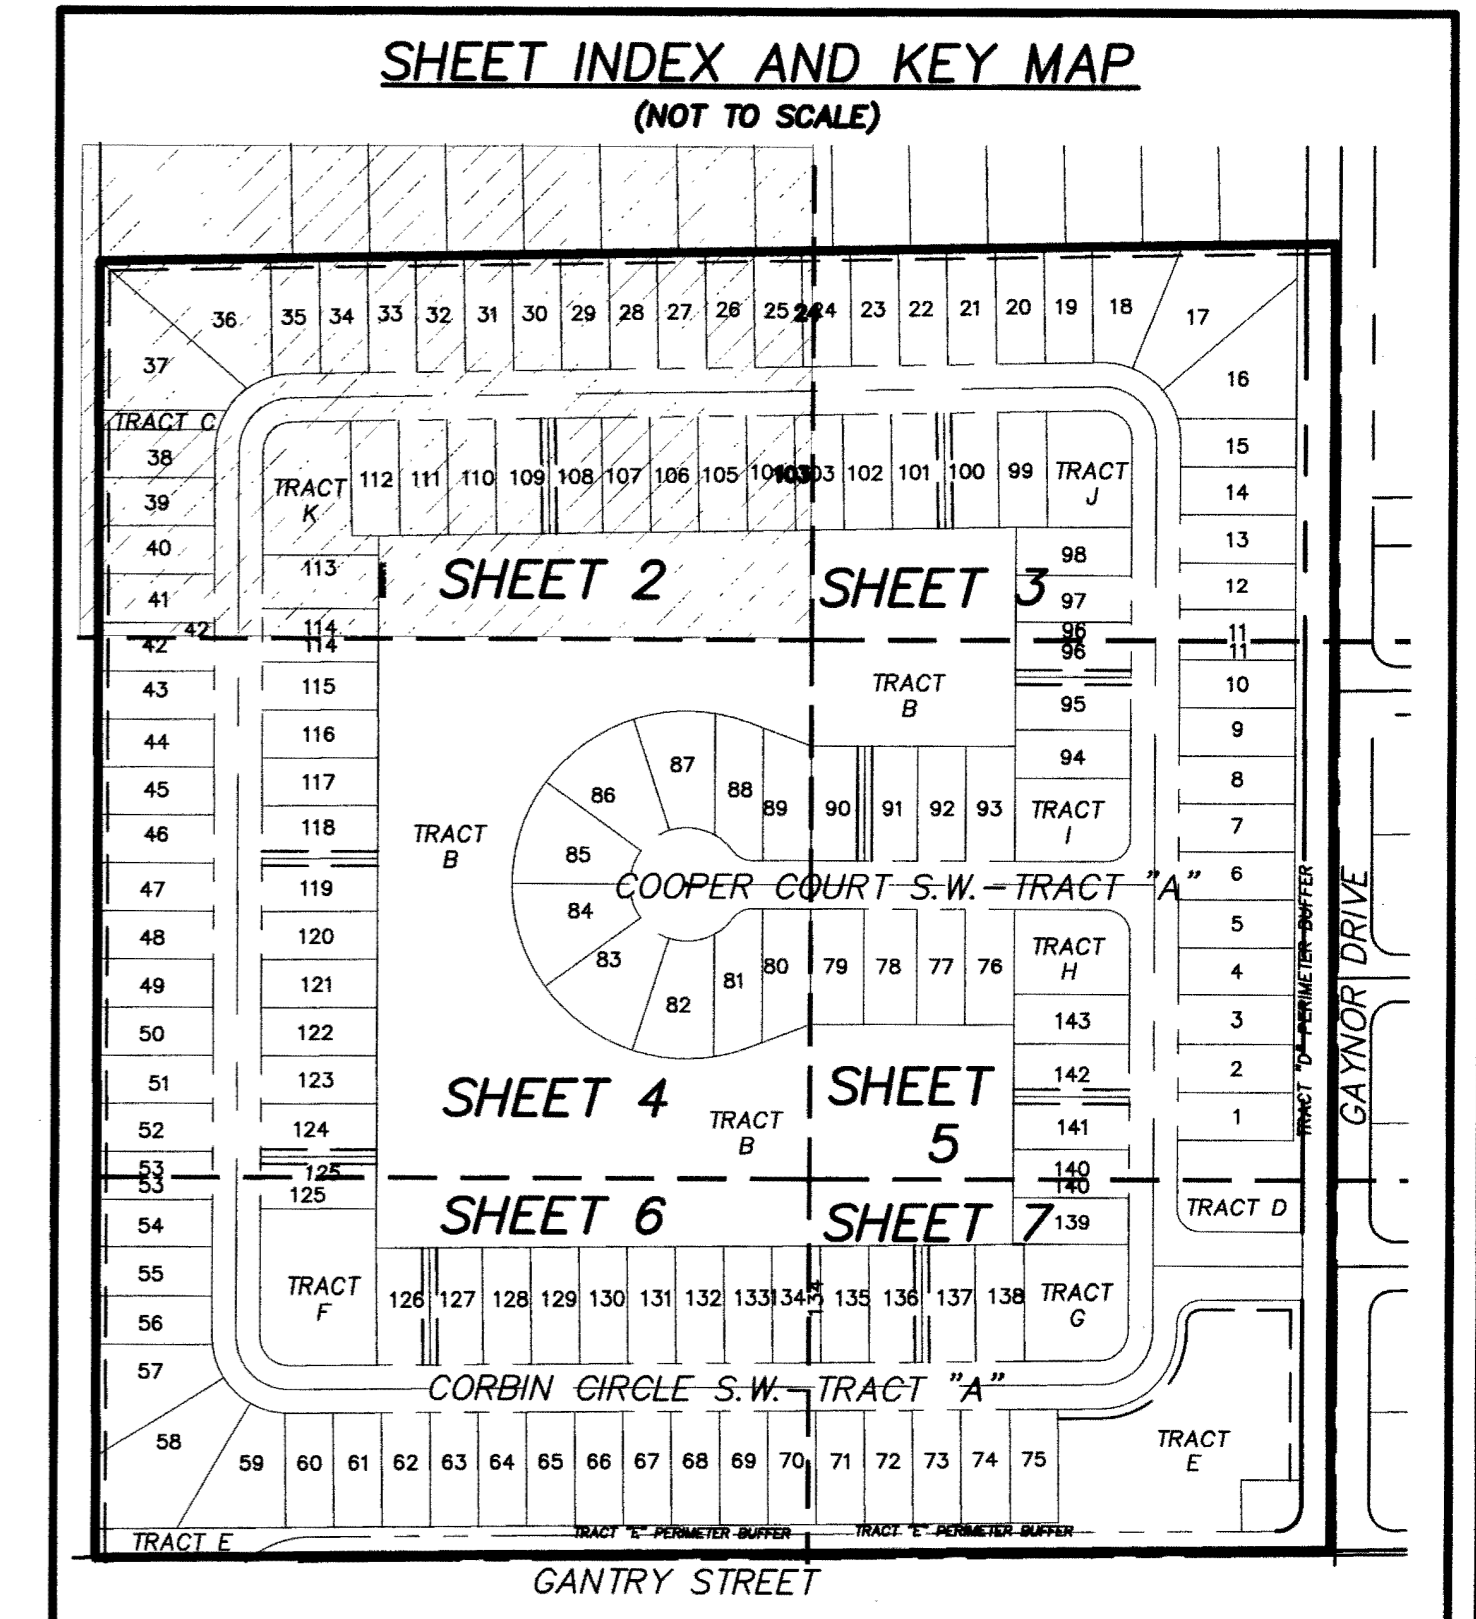 SHEET INDEX AND KEY MAP
(NOT TO SCALE)
36 35 34 33 32 31 30 29 28 27 26 25 24 24 23 22 21 20 19 18 17
37
16
TRACT C
38
39
40
41
42
42
43
44
45
46
47
48
49
50
51
52
53
53
54
55
56
57
58
TRACT
K
112 111 110 109 108 107 106 105 104 103 103 102 101 100 99
TRACT
J
15
14
13
12
11
11
10
9
8
7
6
5
4
3
2
1
SHEET 2
SHEET 3
113
114
114
115
116
117
118
119
120
121
122
123
124
125
125
98
97
96
96
95
94
TRACT
I
TRACT
B
TRACT
B
87
86
85
84
83
82
81
80
88
89
90 91 92 93
COOPER COURT S.W.-TRACT "A"
79 78 77 76
TRACT
H
143
142
141
140
140
139
SHEET 4
TRACT
B
SHEET
5
SHEET 6
SHEET 7
TRACT D
TRACT "D" PERIMETER BUFFER
GAYNOR DRIVE
TRACT
F
126 127 128 129 130 131 132 133 134 134 135 136 137 138
TRACT
G
CORBIN CIRCLE S.W.-TRACT "A"
59 60 61 62 63 64 65 66 67 68 69 70 71 72 73 74 75
TRACT
E
TRACT E
TRACT "E" PERIMETER BUFFER
TRACT "E" PERIMETER BUFFER
GANTRY STREET